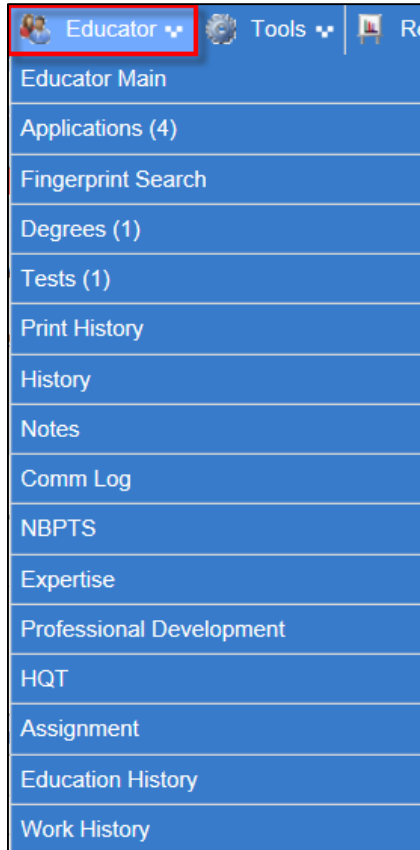 Educator Tools
Educator Main
Applications (4)
Fingerprint Search
Degrees (1)
Tests (1)
Print History
History
Notes
Comm Log
NBPTS
Expertise
Professional Development
HQT
Assignment
Education History
Work History